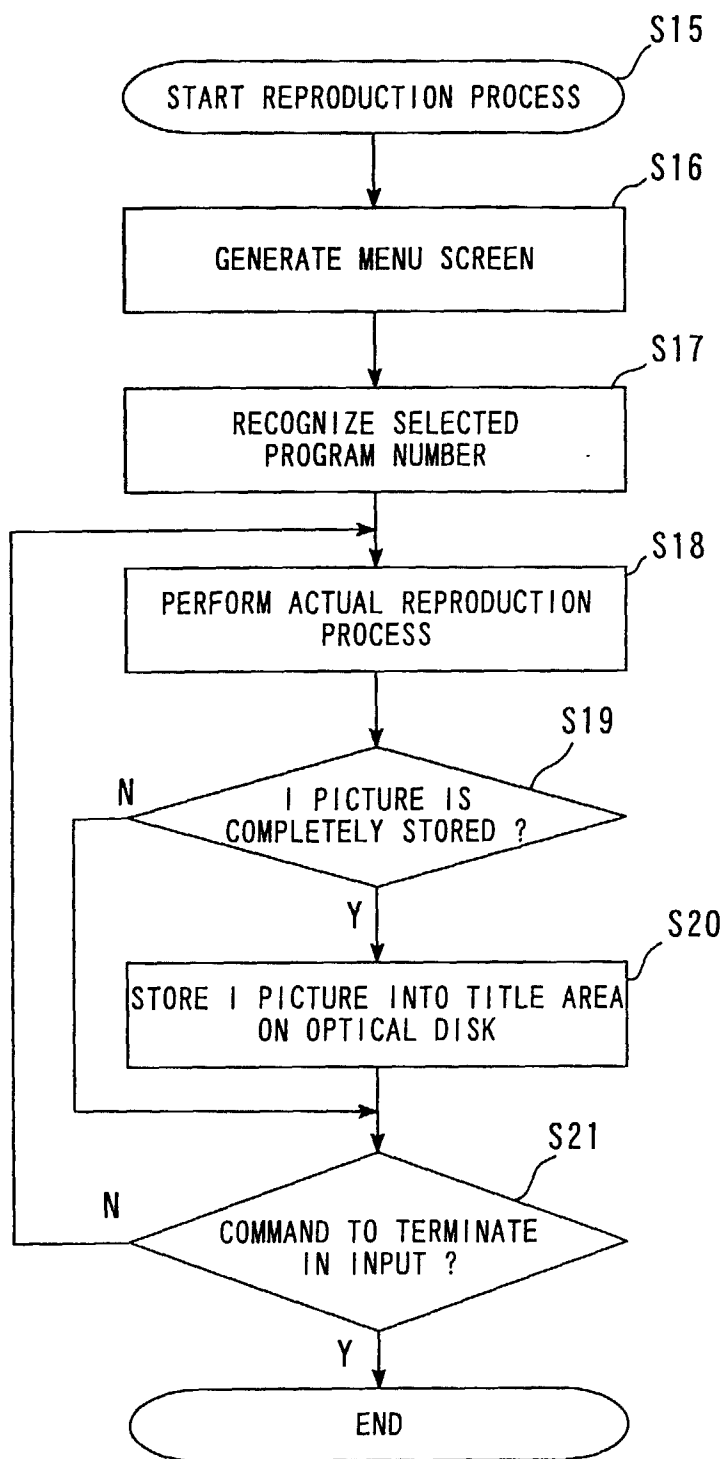 S15
START REPRODUCTION PROCESS
S16
GENERATE MENU SCREEN
S17
RECOGNIZE SELECTED
PROGRAM NUMBER
S18
PERFORM ACTUAL REPRODUCTION
PROCESS
S19
N
I PICTURE IS
COMPLETELY STORED ?
Y
S20
STORE I PICTURE INTO TITLE AREA
ON OPTICAL DISK
S21
N
COMMAND TO TERMINATE
IN INPUT ?
Y
END